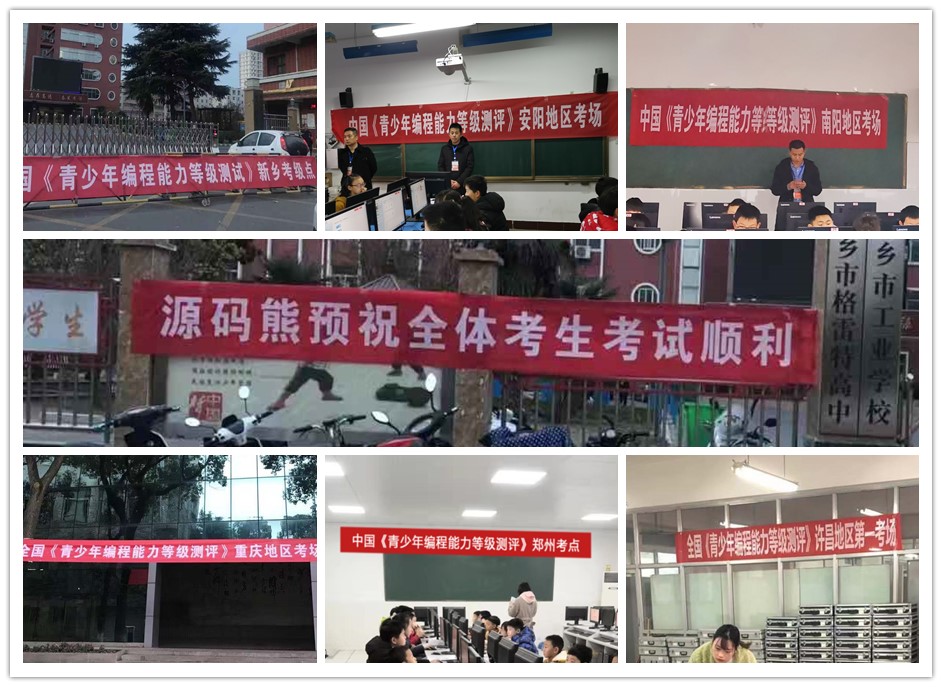 国《青少年编程能力等级测试》新乡考级点
中国《青少年编程能力等级测评》安阳地区考场
中国《青少年编程能力等级测评》南阳地区考场
学生
源码熊预祝全体考生考试顺利
乡市格雷特高中
乡市工业学校
全国《青少年编程能力等级测评》重庆地区考场
中国《青少年编程能力等级测评》郑州考点
全国《青少年编程能力等级测评》许昌地区第一考场